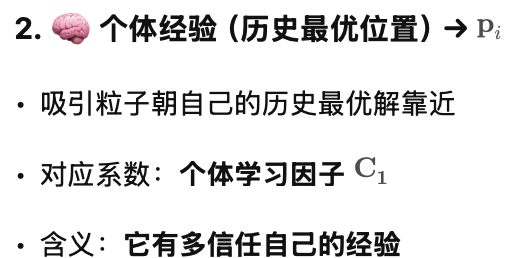 2. 🧠 个体经验（历史最优位置）→ pᵢ
• 吸引粒子朝自己的历史最优解靠近
• 对应系数：个体学习因子 C₁
• 含义：它有多信任自己的经验